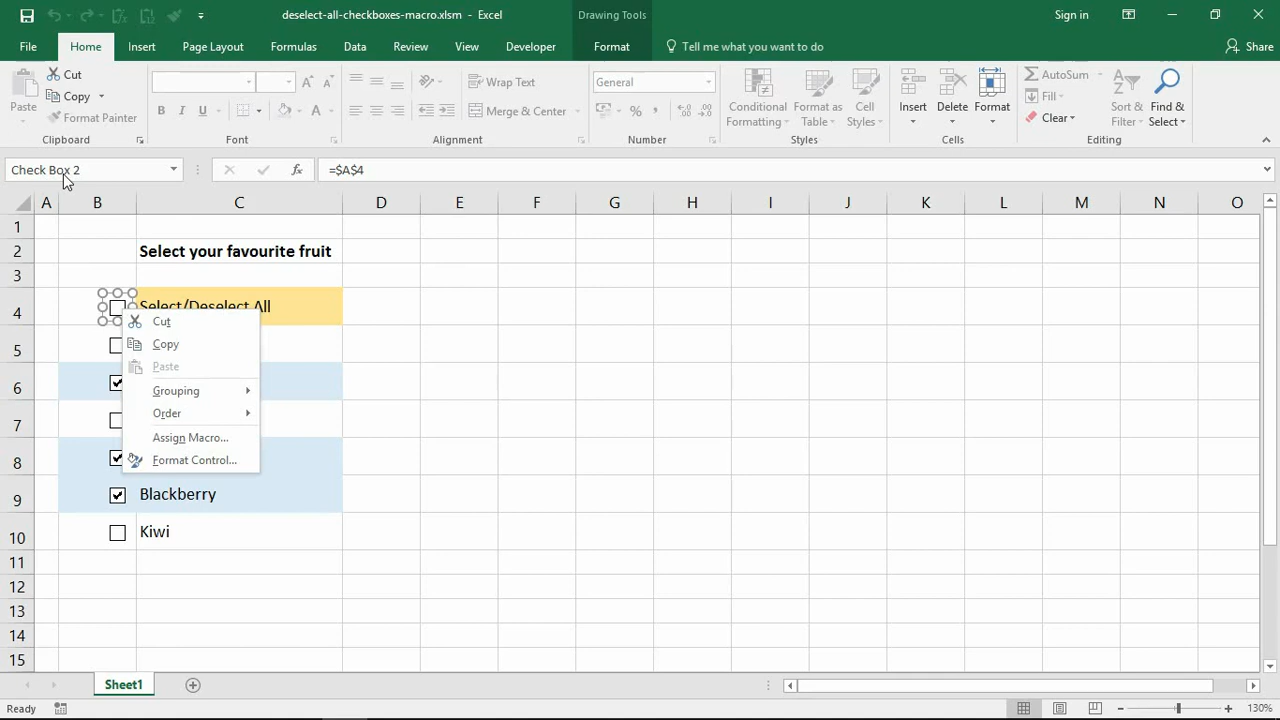 deselect-all-checkboxes-macro.xlsm - Excel
Drawing Tools
Sign in
File
Home
Insert
Page Layout
Formulas
Data
Review
View
Developer
Format
Tell me what you want to do
Share
Paste
Cut
Copy
Format Painter
Clipboard
B
I
U
A
A
A
Font
Wrap Text
Merge & Center
Alignment
General
%
Number
Conditional Formatting
Format as Table
Cell Styles
Styles
Insert
Delete
Format
Cells
AutoSum
Fill
Clear
Sort & Filter
Find & Select
Editing
Check Box 2
fx
=$A$4
A B C D E F G H I J K L M N O
1
2 Select your favourite fruit
3
4 Select/Deselect All
5
6
7
8
9 Blackberry
10 Kiwi
11
12
13
14
15
Cut
Copy
Paste
Grouping
Order
Assign Macro...
Format Control...
Sheet1
Ready
130%